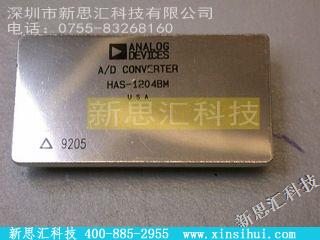 深圳市新思汇科技有限公司
电话：0755-83268160
ANALOG
DEVICES
A/D CONVERTER
HAS-1204BM
USA
新思汇科技
△ 9205
新思汇科技
新思汇科技 400-885-2955 www.xinsihui.com